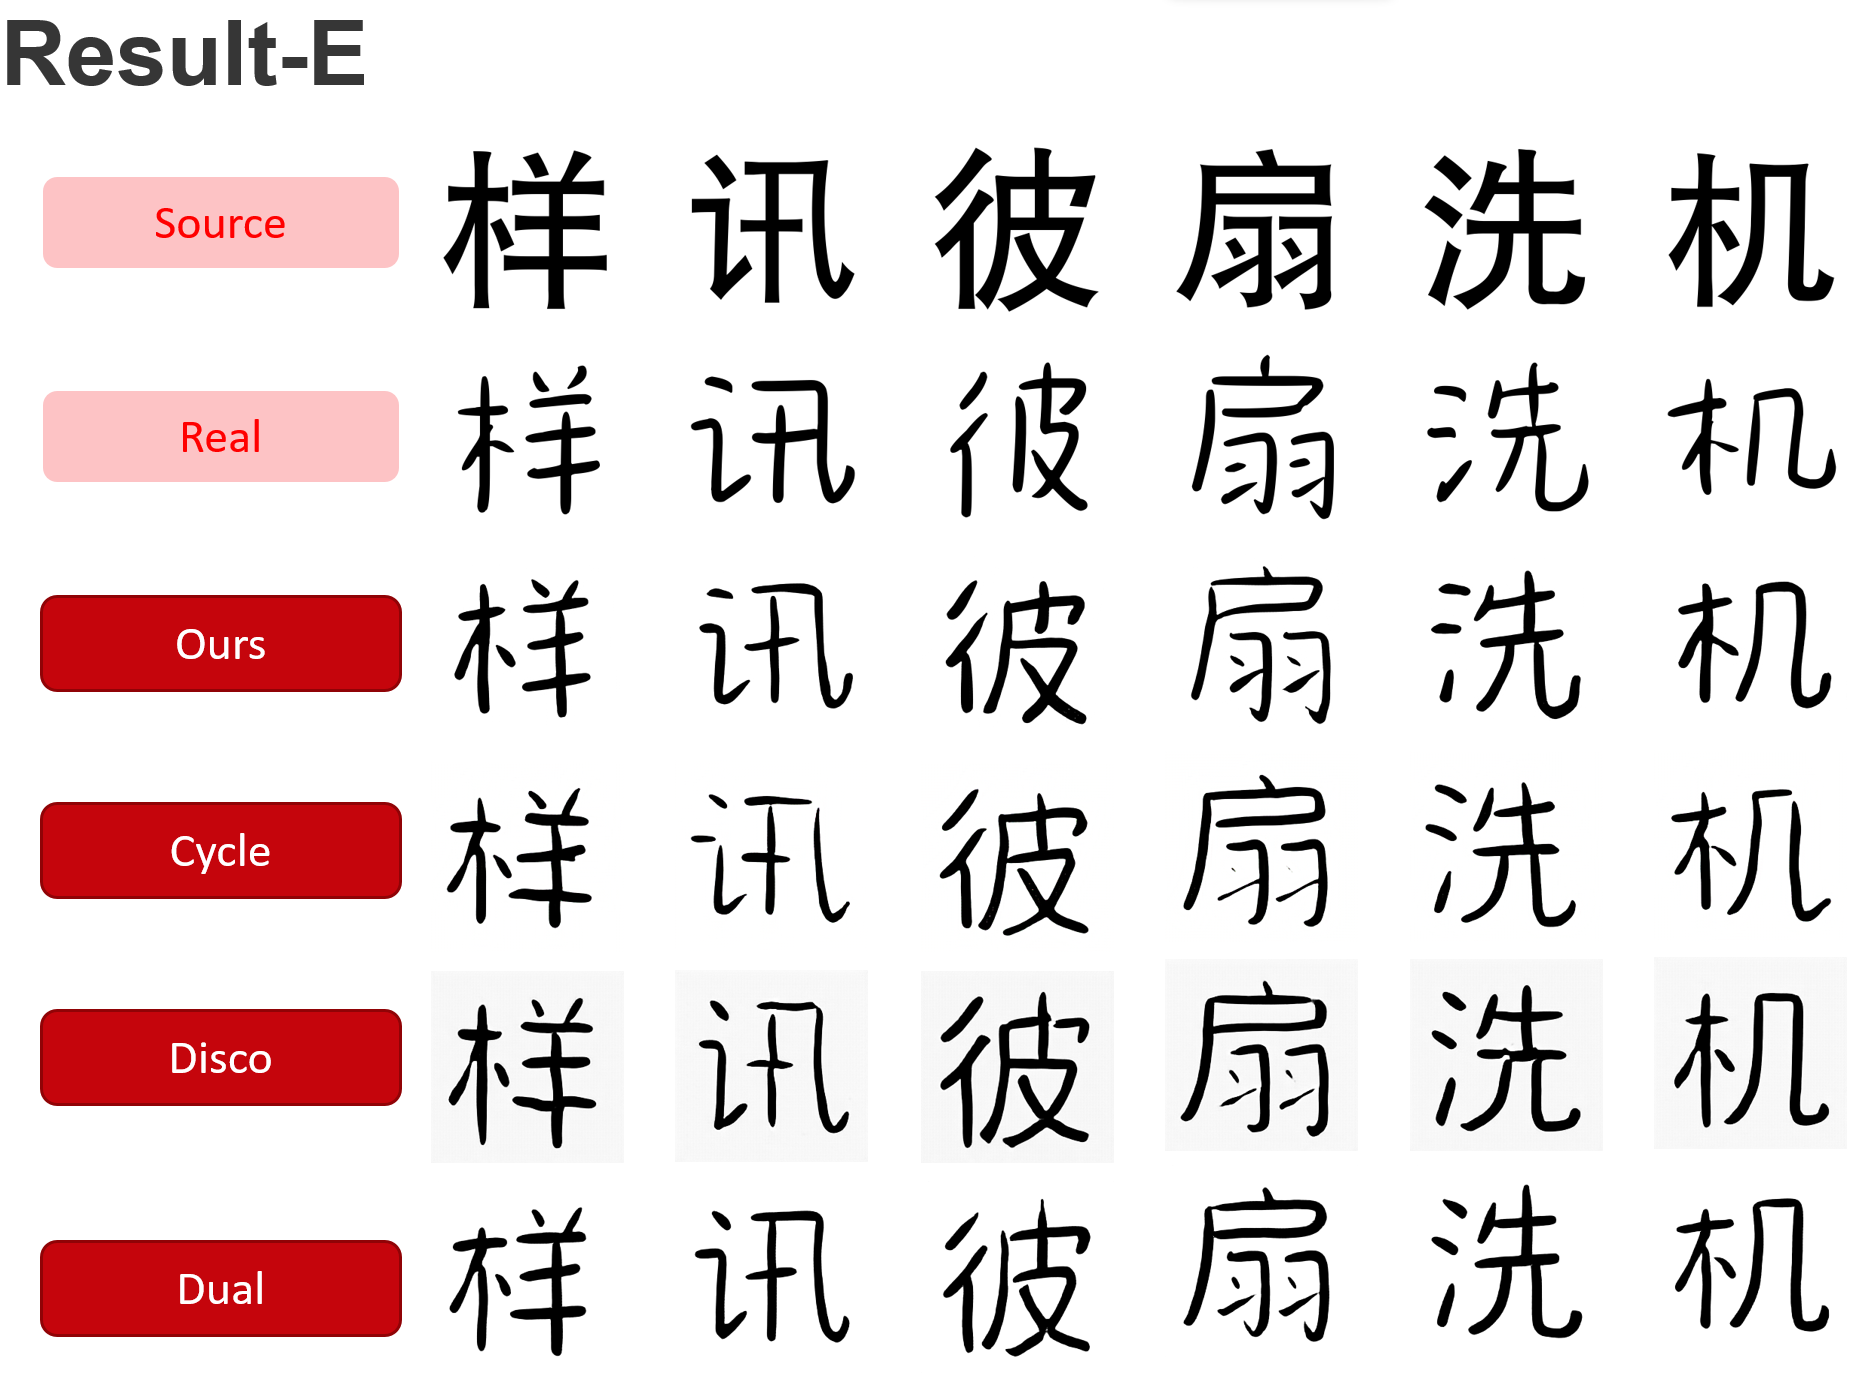 Result-E
Source 样 讯 彼 扇 洗 机
Real 样 讯 彼 扇 洗 机
Ours 样 讯 彼 扇 洗 机
Cycle 样 讯 彼 扇 洗 机
Disco 样 讯 彼 扇 洗 机
Dual 样 讯 彼 扇 洗 机